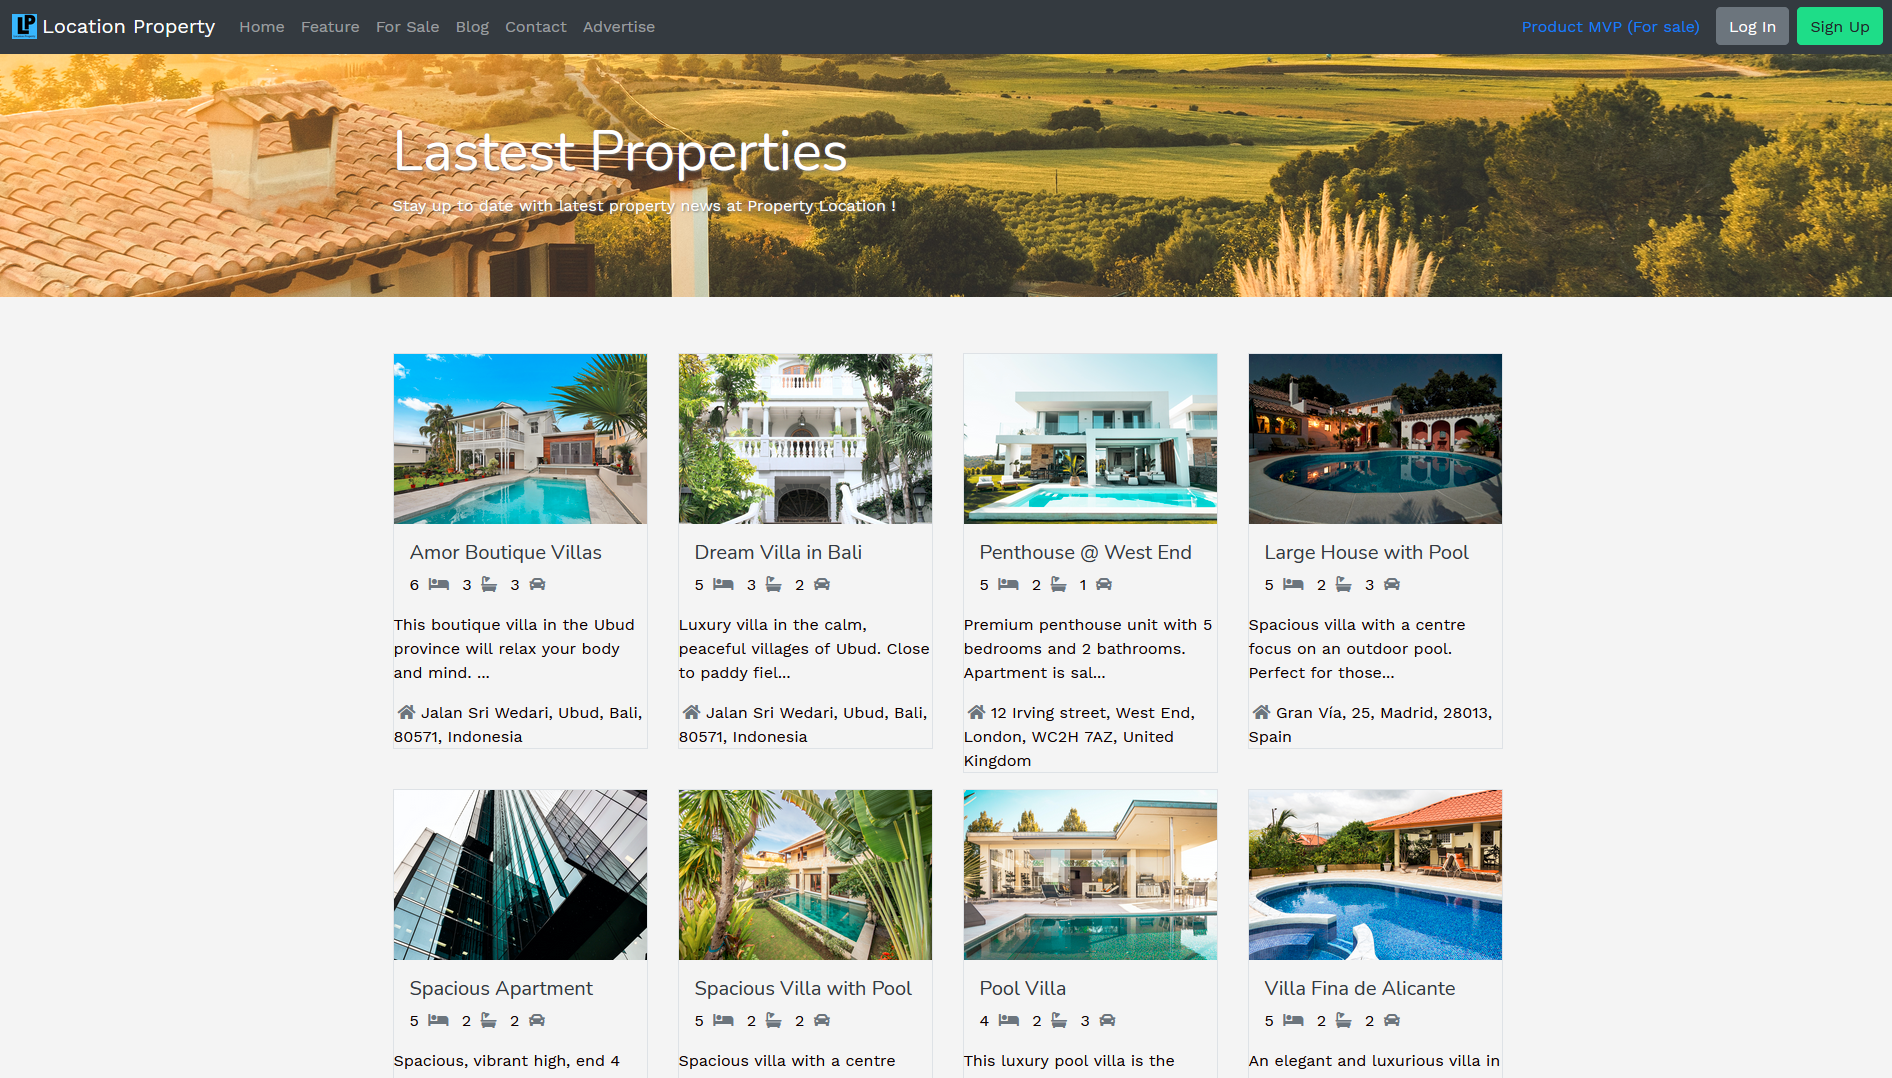 LP Location Property Home Feature For Sale Blog Contact Advertise Product MVP (For sale) Log In Sign Up
Lastest Properties
Stay up to date with latest property news at Property Location !
Amor Boutique Villas
6 3 3
This boutique villa in the Ubud
province will relax your body
and mind. ...
Jalan Sri Wedari, Ubud, Bali,
80571, Indonesia
Dream Villa in Bali
5 3 2
Luxury villa in the calm,
peaceful villages of Ubud. Close
to paddy fiel...
Jalan Sri Wedari, Ubud, Bali,
80571, Indonesia
Penthouse @ West End
5 2 1
Premium penthouse unit with 5
bedrooms and 2 bathrooms.
Apartment is sal...
12 Irving street, West End,
London, WC2H 7AZ, United
Kingdom
Large House with Pool
5 2 3
Spacious villa with a centre
focus on an outdoor pool.
Perfect for those...
Gran Vía, 25, Madrid, 28013,
Spain
Spacious Apartment
5 2 2
Spacious, vibrant high, end 4
Spacious Villa with Pool
5 2 2
Spacious villa with a centre
Pool Villa
4 2 3
This luxury pool villa is the
Villa Fina de Alicante
5 2 2
An elegant and luxurious villa in